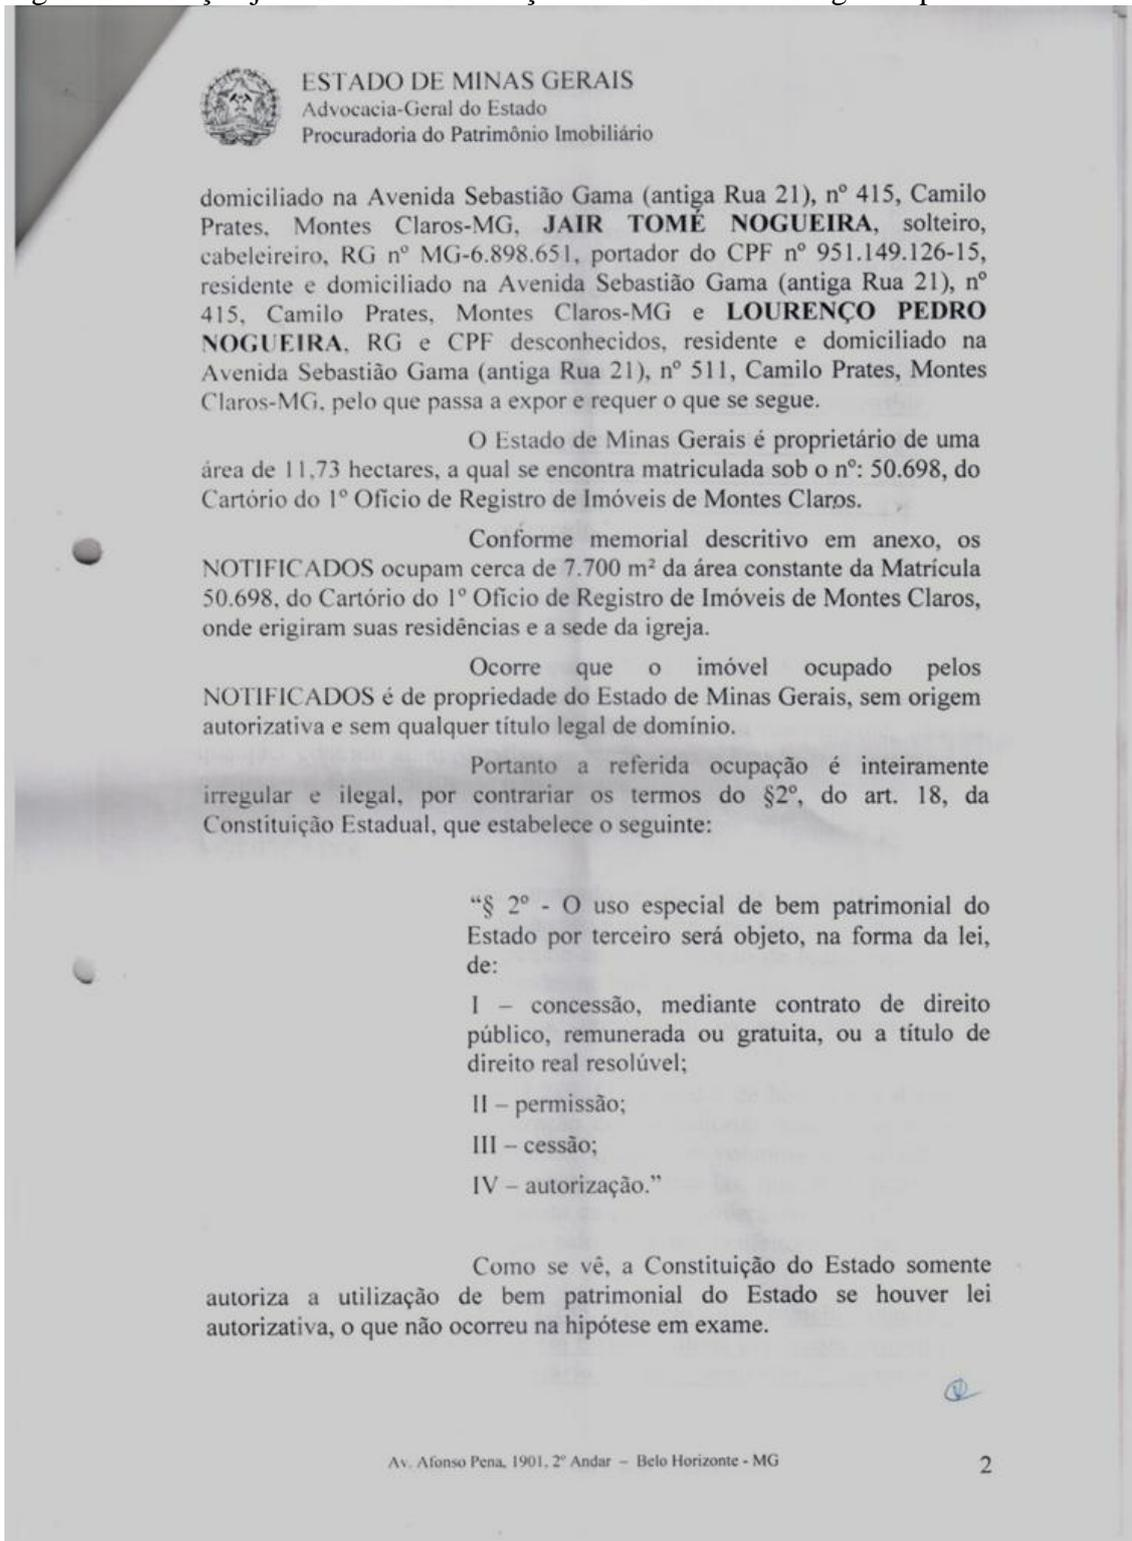 ESTADO DE MINAS GERAIS
Advocacia-Geral do Estado
Procuradoria do Patrimônio Imobiliário
domiciliado na Avenida Sebastião Gama (antiga Rua 21), nº 415, Camilo
Prates, Montes Claros-MG, JAIR TOMÉ NOGUEIRA, solteiro,
cabeleireiro, RG nº MG-6.898.651, portador do CPF nº 951.149.126-15,
residente e domiciliado na Avenida Sebastião Gama (antiga Rua 21), nº
415, Camilo Prates, Montes Claros-MG e LOURENÇO PEDRO
NOGUEIRA, RG e CPF desconhecidos, residente e domiciliado na
Avenida Sebastião Gama (antiga Rua 21), nº 511, Camilo Prates, Montes
Claros-MG, pelo que passa a expor e requer o que se segue.
O Estado de Minas Gerais é proprietário de uma
área de 11,73 hectares, a qual se encontra matriculada sob o nº: 50.698, do
Cartório do 1º Ofício de Registro de Imóveis de Montes Claros.
Conforme memorial descritivo em anexo, os
NOTIFICADOS ocupam cerca de 7.700 m² da área constante da Matrícula
50.698, do Cartório do 1º Ofício de Registro de Imóveis de Montes Claros,
onde erigiram suas residências e a sede da igreja.
Ocorre que o imóvel ocupado pelos
NOTIFICADOS é de propriedade do Estado de Minas Gerais, sem origem
autorizativa e sem qualquer título legal de domínio.
Portanto a referida ocupação é inteiramente
irregular e ilegal, por contrariar os termos do §2º, do art. 18, da
Constituição Estadual, que estabelece o seguinte:
“§ 2º - O uso especial de bem patrimonial do
Estado por terceiro será objeto, na forma da lei,
de:
I – concessão, mediante contrato de direito
público, remunerada ou gratuita, ou a título de
direito real resolúvel;
II – permissão;
III – cessão;
IV – autorização.”
Como se vê, a Constituição do Estado somente
autoriza a utilização de bem patrimonial do Estado se houver lei
autorizativa, o que não ocorreu na hipótese em exame.
Av. Afonso Pena, 1901, 2º Andar – Belo Horizonte - MG
2